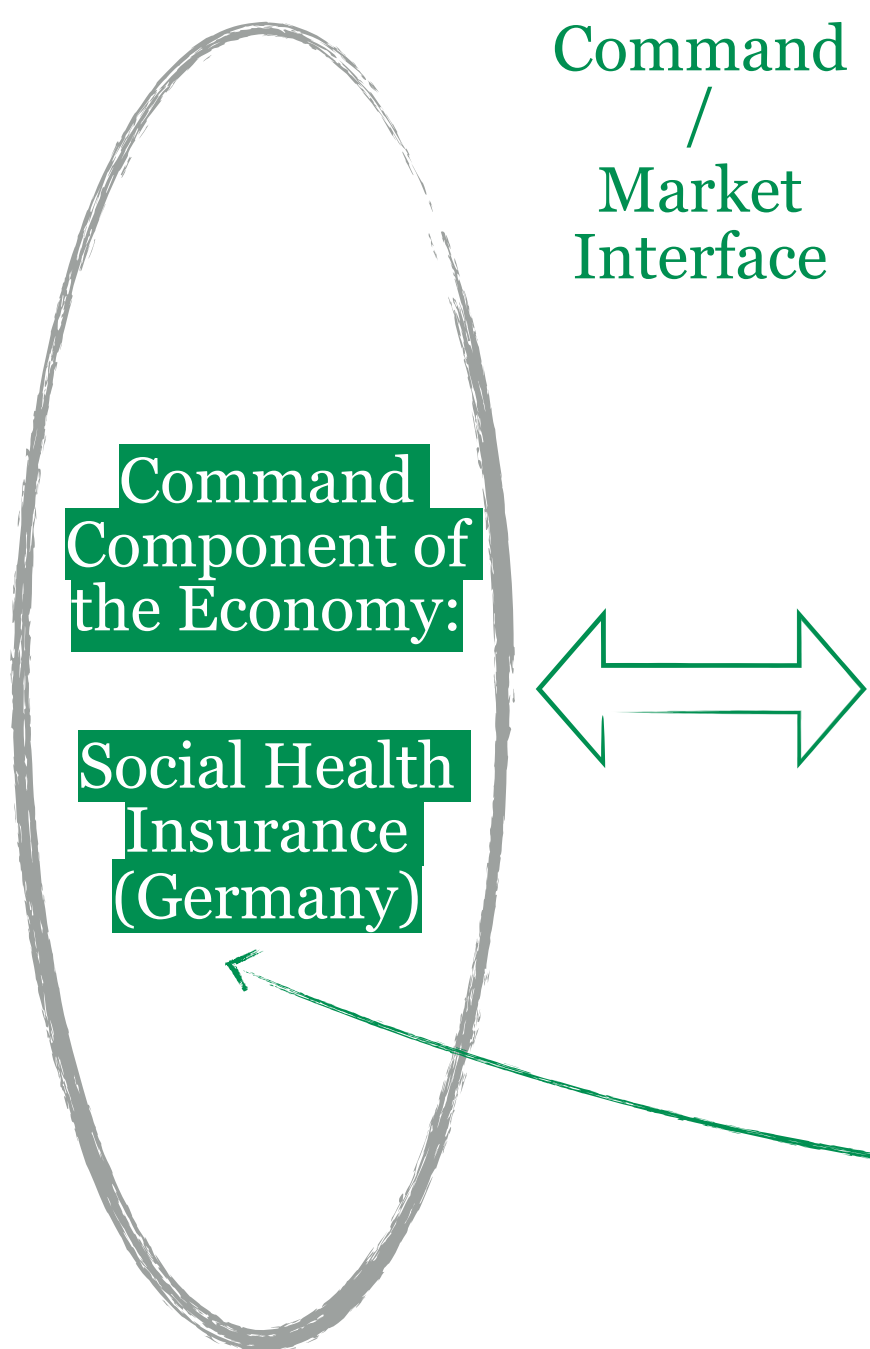 Command
/
Market
Interface
Command
Component of
the Economy:
Social Health
Insurance
(Germany)